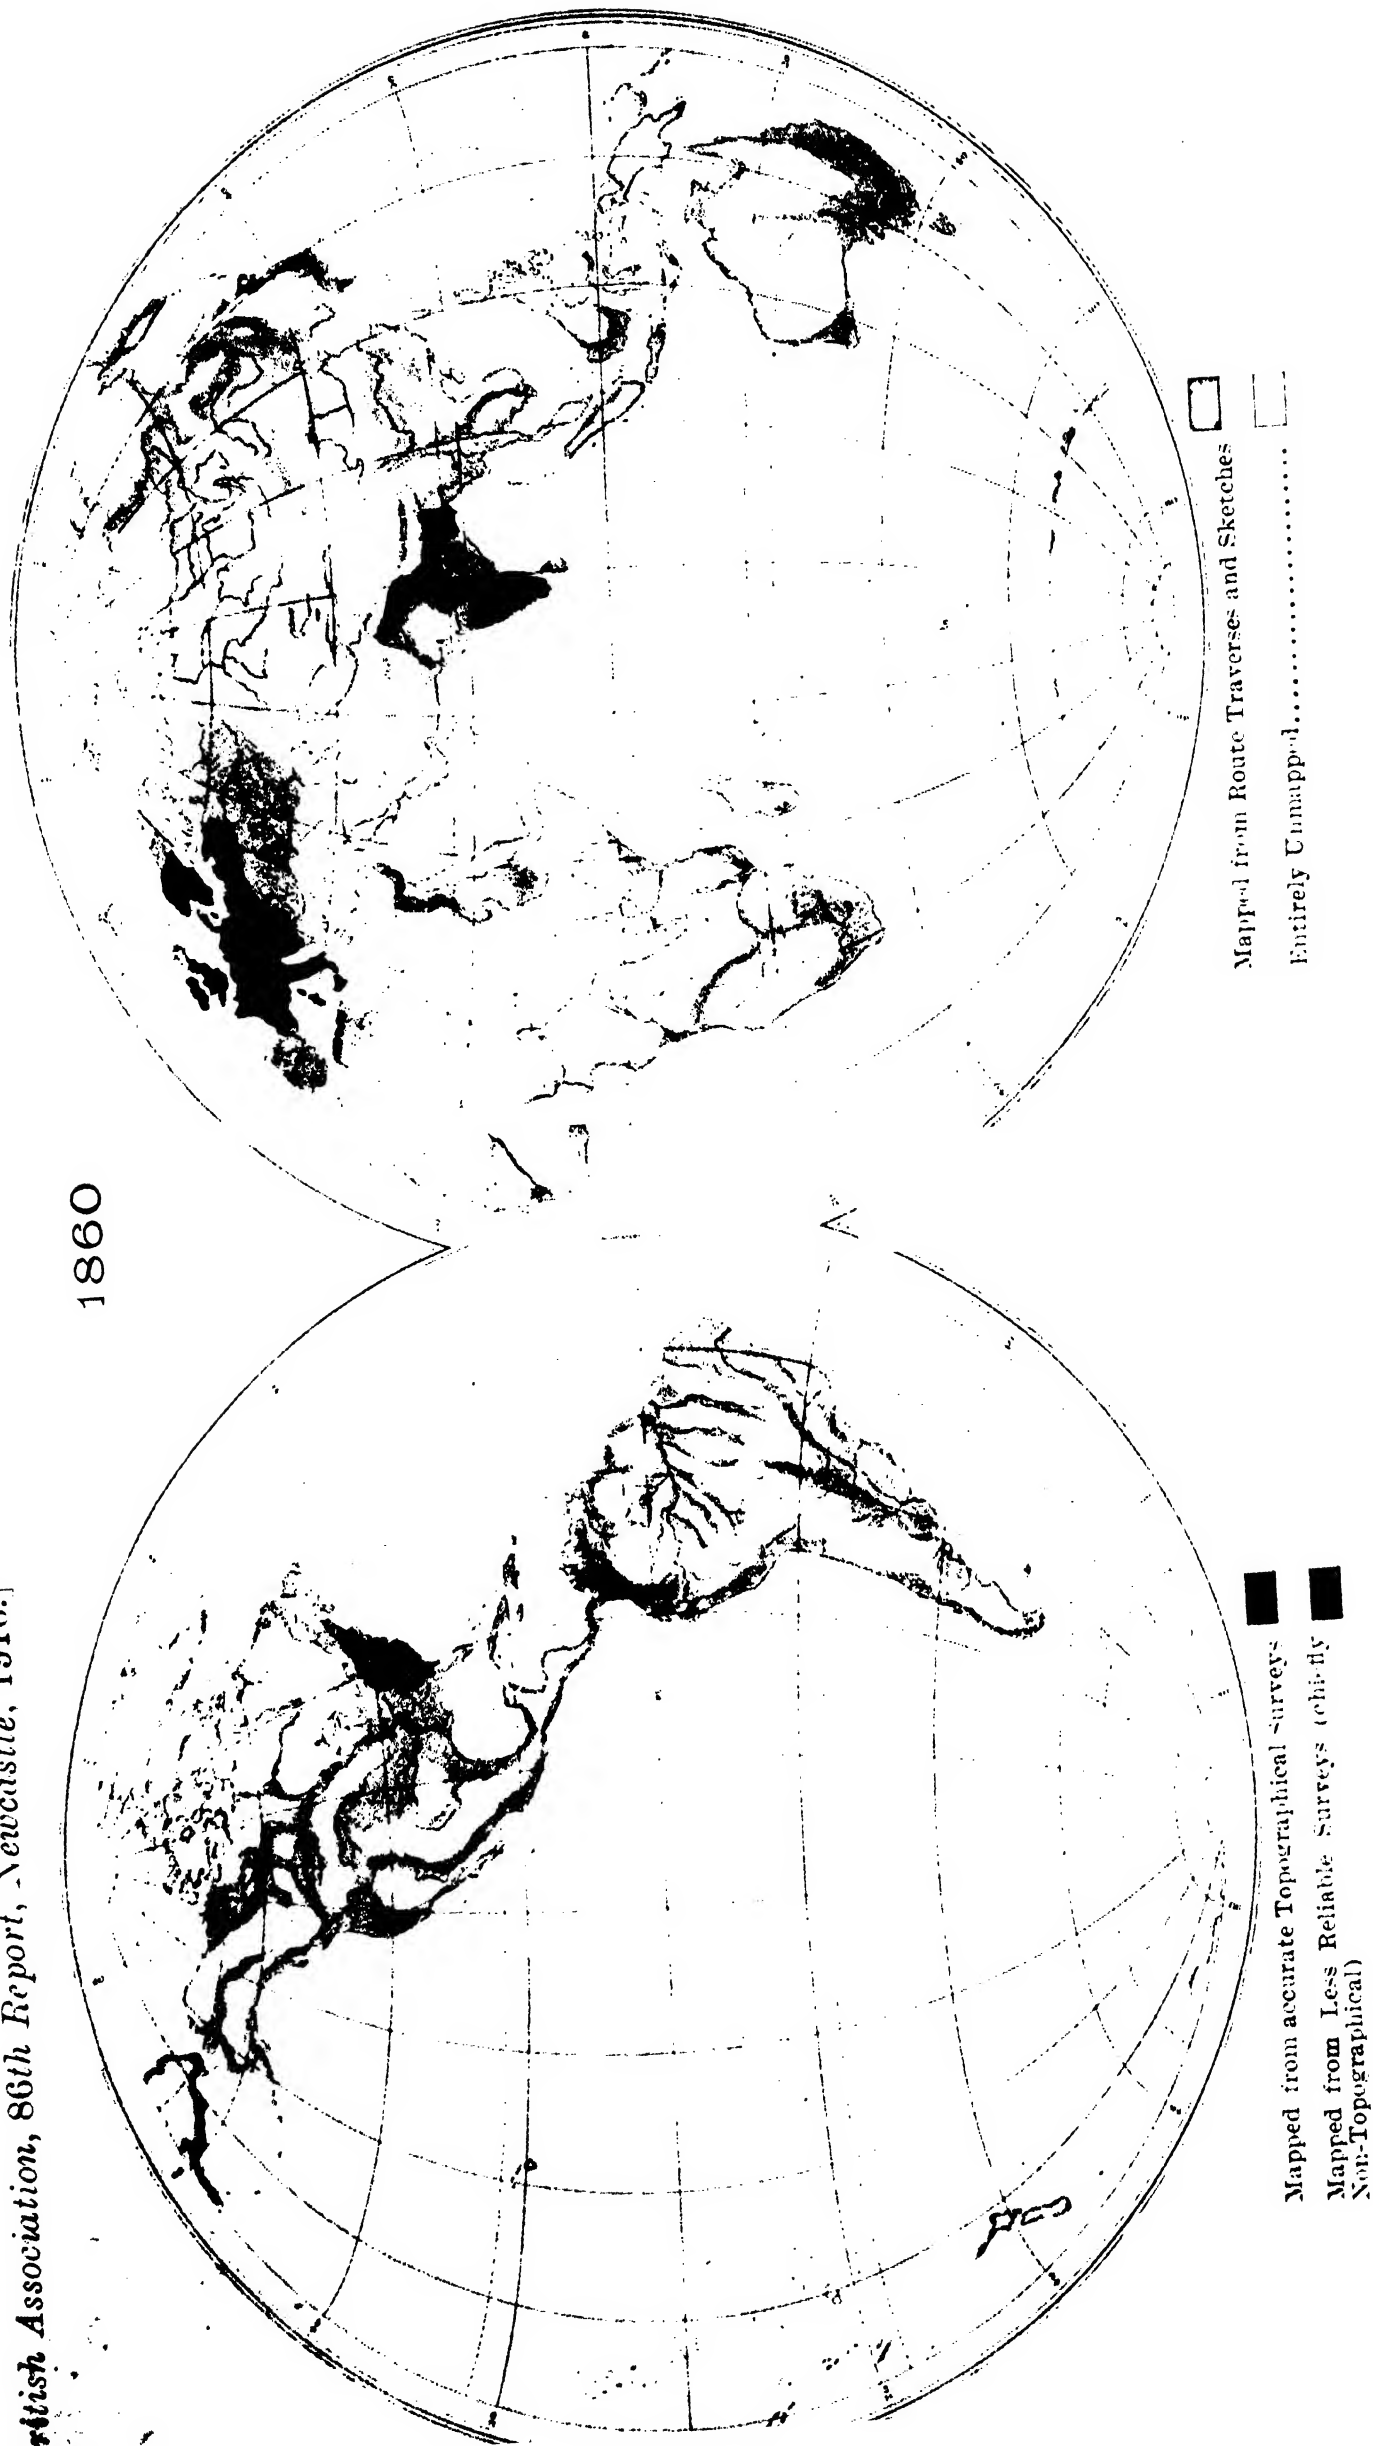 British Association, 86th Report, Newcastle, 1916.]
1860
Mapped from accurate Topographical surveys
Mapped from Less Reliable Surveys (chiefly
Non-Topographical)
Mapped from Route Traverses and Sketches
Entirely Unmapped....................